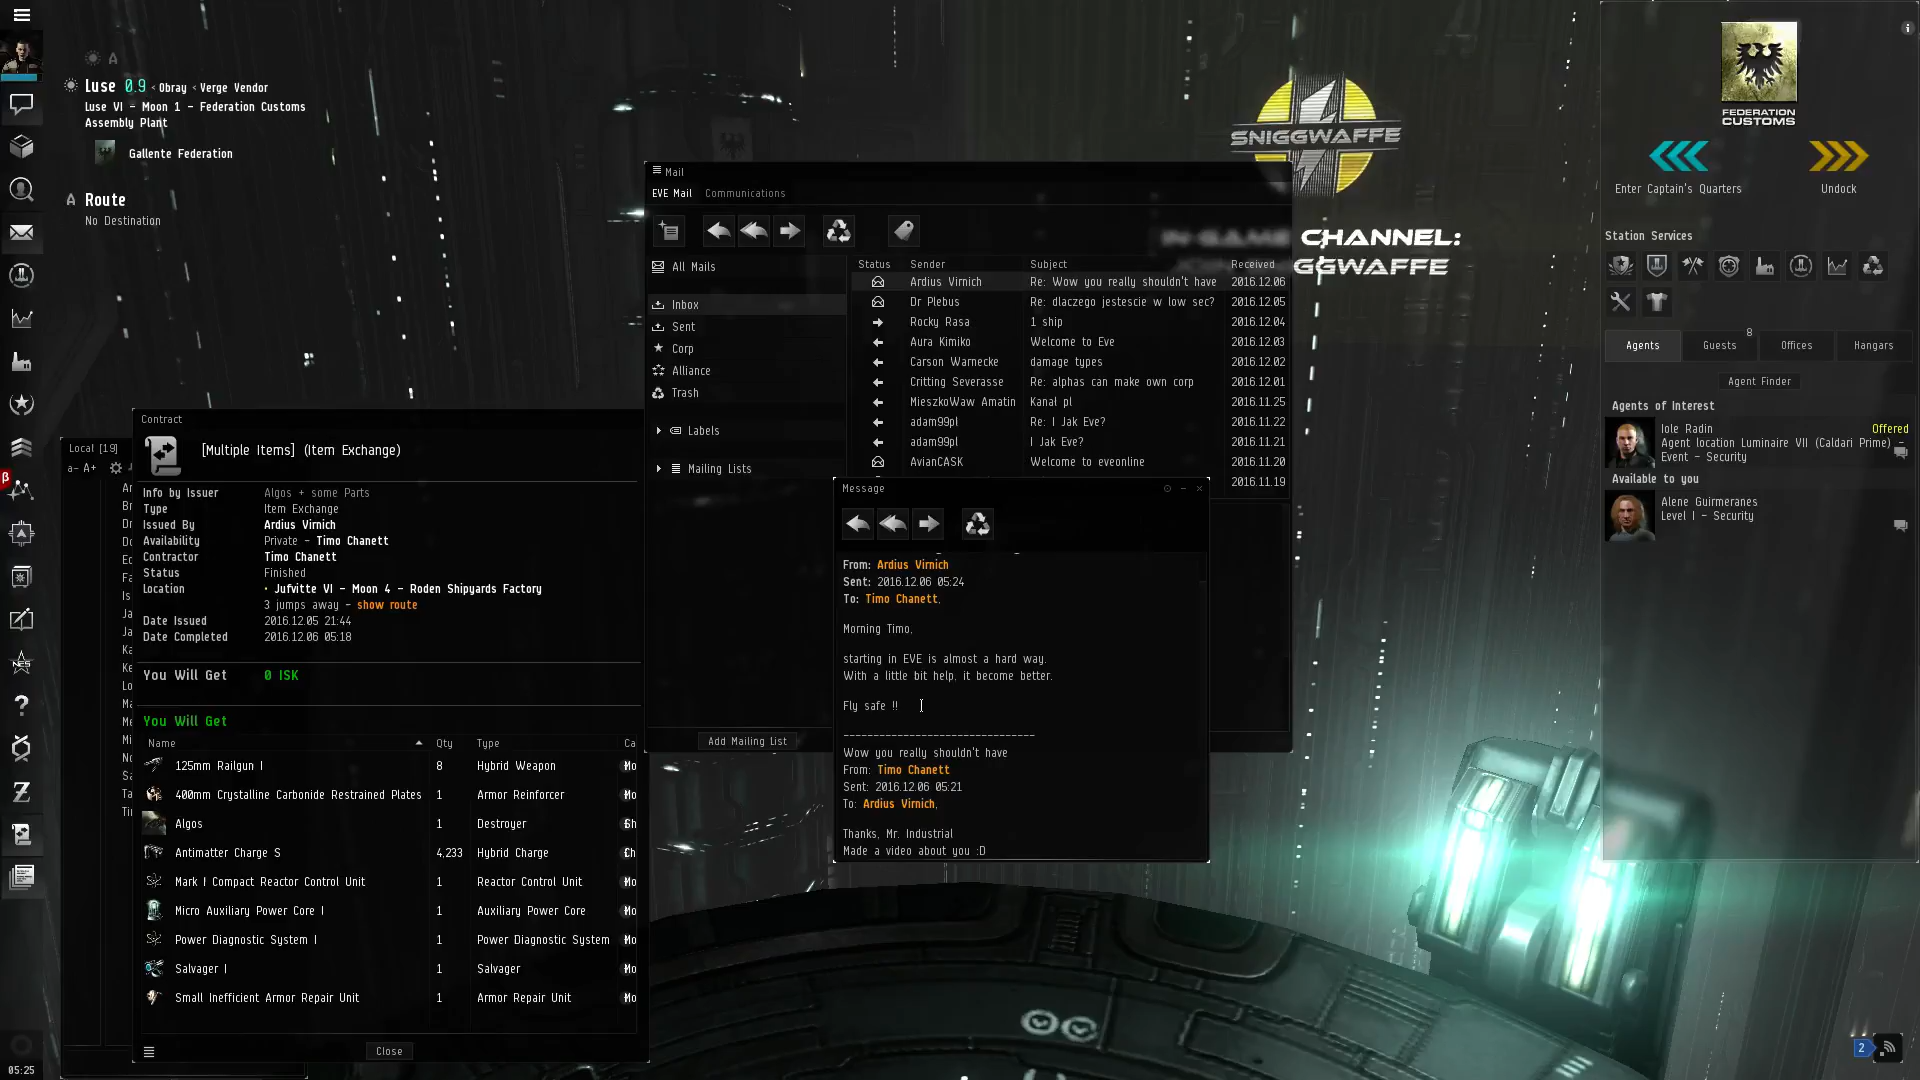 Luse 0.9 ‹ Obray ‹ Verge Vendor
Luse VI - Moon 1 - Federation Customs
Assembly Plant
Gallente Federation
Route
No Destination
SNIGGWAFFE
IN-GAME CHANNEL:
GGWAFFE
FEDERATION
CUSTOMS
Enter Captain's Quarters
Undock
Station Services
8
Agents
Guests
Offices
Hangars
Agent Finder
Agents of Interest
Iole Radin
Offered
Agent location Luminaire VII (Caldari Prime) -
Event - Security
Available to you
Alene Guirmeranes
Level I - Security
Mail
EVE Mail Communications
All Mails
Inbox
Sent
Corp
Alliance
Trash
Labels
Mailing Lists
Add Mailing List
Status Sender Subject Received
Ardius Virnich Re: Wow you really shouldn't have 2016.12.06
Dr Plebus Re: dlaczego jestescie w low sec? 2016.12.05
Rocky Rasa 1 ship 2016.12.04
Aura Kimiko Welcome to Eve 2016.12.03
Carson Warnecke damage types 2016.12.02
Critting Severasse Re: alphas can make own corp 2016.12.01
MieszkoWaw Amatin Kanał pl 2016.11.25
adam99pl Re: I Jak Eve? 2016.11.22
adam99pl I Jak Eve? 2016.11.21
AvianCASK Welcome to eveonline 2016.11.20
2016.11.19
Message
From: Ardius Virnich
Sent: 2016.12.06 05:24
To: Timo Chanett,
Morning Timo,
starting in EVE is almost a hard way.
With a little bit help, it become better.
Fly safe !!
--------------------------------
Wow you really shouldn't have
From: Timo Chanett
Sent: 2016.12.06 05:21
To: Ardius Virnich,
Thanks, Mr. Industrial
Made a video about you :D
Local [19]
a- A+
Contract
[Multiple Items] (Item Exchange)
Info by Issuer Algos + some Parts
Type Item Exchange
Issued By Ardius Virnich
Availability Private - Timo Chanett
Contractor Timo Chanett
Status Finished
Location • Jufvitte VI - Moon 4 - Roden Shipyards Factory
3 jumps away - show route
Date Issued 2016.12.05 21:44
Date Completed 2016.12.06 05:18
You Will Get 0 ISK
You Will Get
Name Qty Type Ca
125mm Railgun I 8 Hybrid Weapon Mo
400mm Crystalline Carbonide Restrained Plates 1 Armor Reinforcer Mo
Algos 1 Destroyer Sh
Antimatter Charge S 4,233 Hybrid Charge Ch
Mark I Compact Reactor Control Unit 1 Reactor Control Unit Mo
Micro Auxiliary Power Core I 1 Auxiliary Power Core Mo
Power Diagnostic System I 1 Power Diagnostic System Mo
Salvager I 1 Salvager Mo
Small Inefficient Armor Repair Unit 1 Armor Repair Unit Mo
Close
β
NES
05:25
2